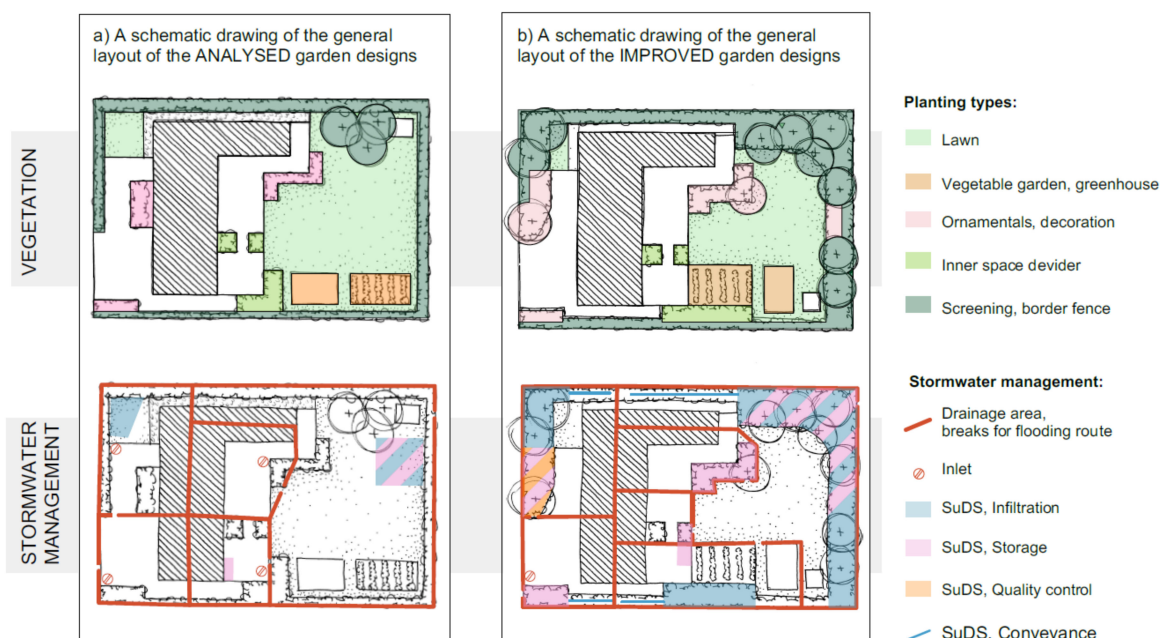 a) A schematic drawing of the general
layout of the ANALYSED garden designs
b) A schematic drawing of the general
layout of the IMPROVED garden designs
VEGETATION
Planting types:
Lawn
Vegetable garden, greenhouse
Ornamentals, decoration
Inner space devider
Screening, border fence
STORMWATER
MANAGEMENT
Stormwater management:
Drainage area,
breaks for flooding route
Inlet
SuDS, Infiltration
SuDS, Storage
SuDS, Quality control
SuDS, Conveyance